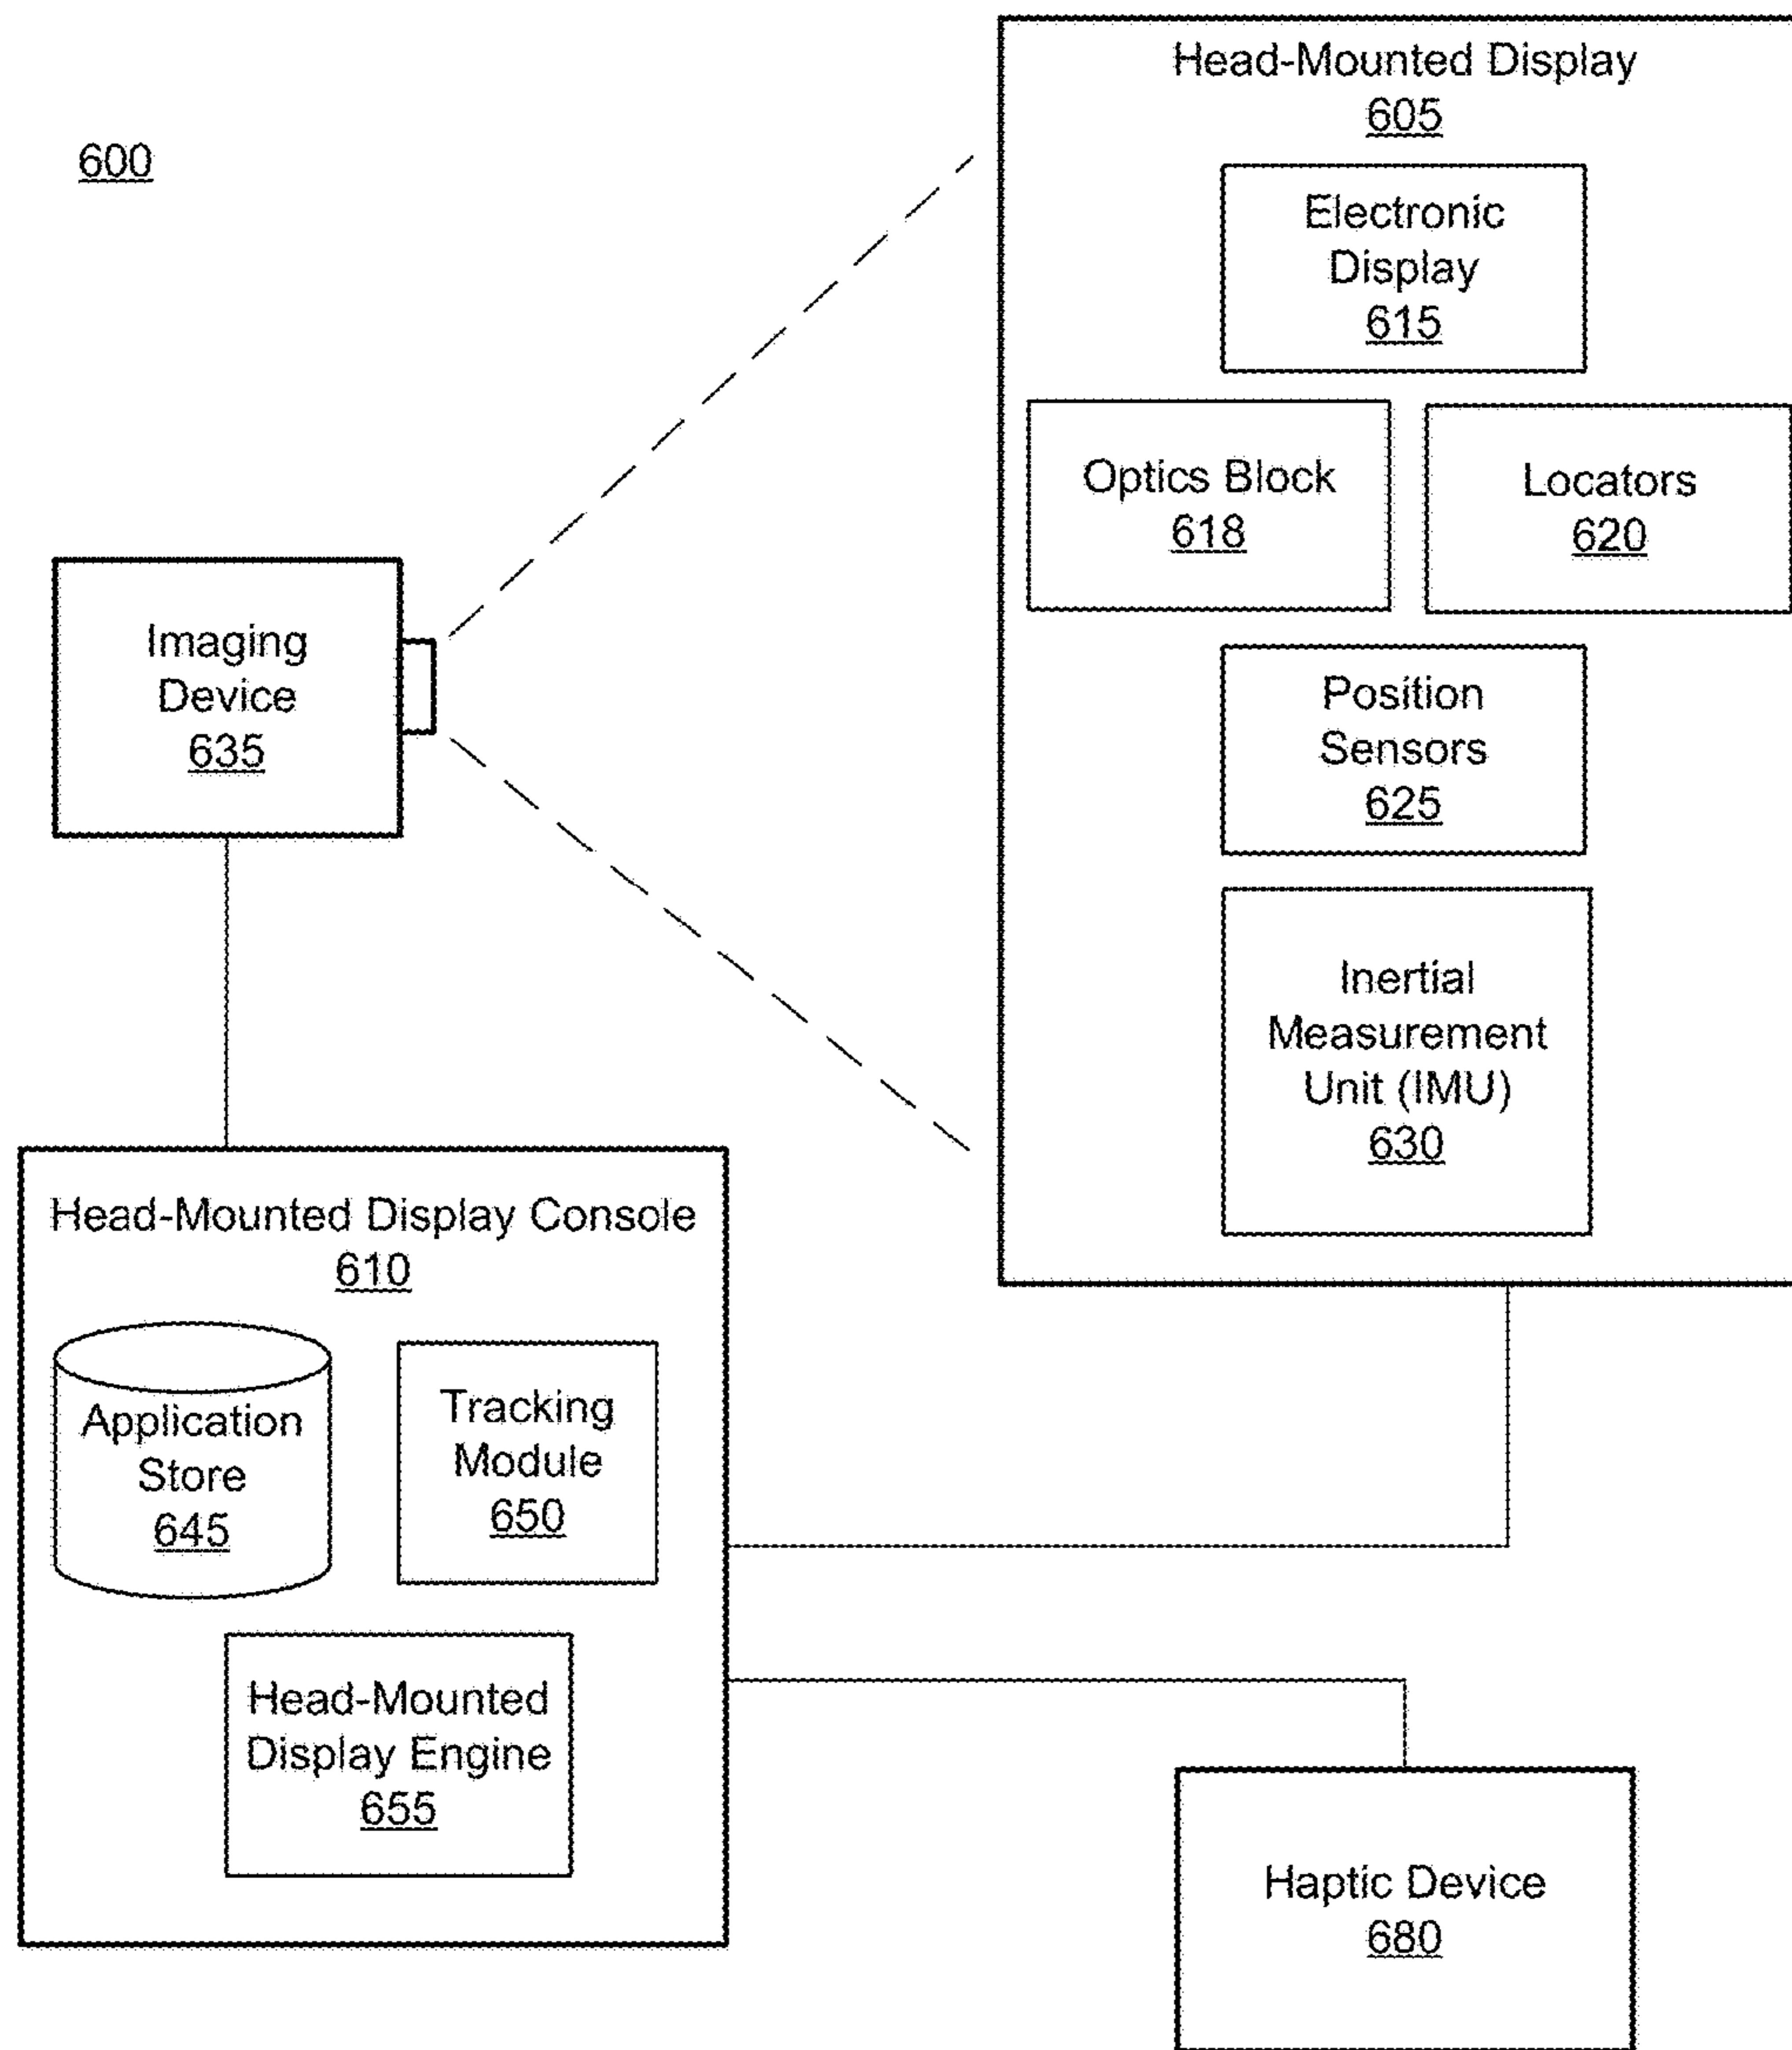 600
Head-Mounted Display
605
Electronic
Display
615
Optics Block
618
Locators
620
Position
Sensors
625
Inertial
Measurement
Unit (IMU)
630
Imaging
Device
635
Head-Mounted Display Console
610
Application
Store
645
Tracking
Module
650
Head-Mounted
Display Engine
655
Haptic Device
680